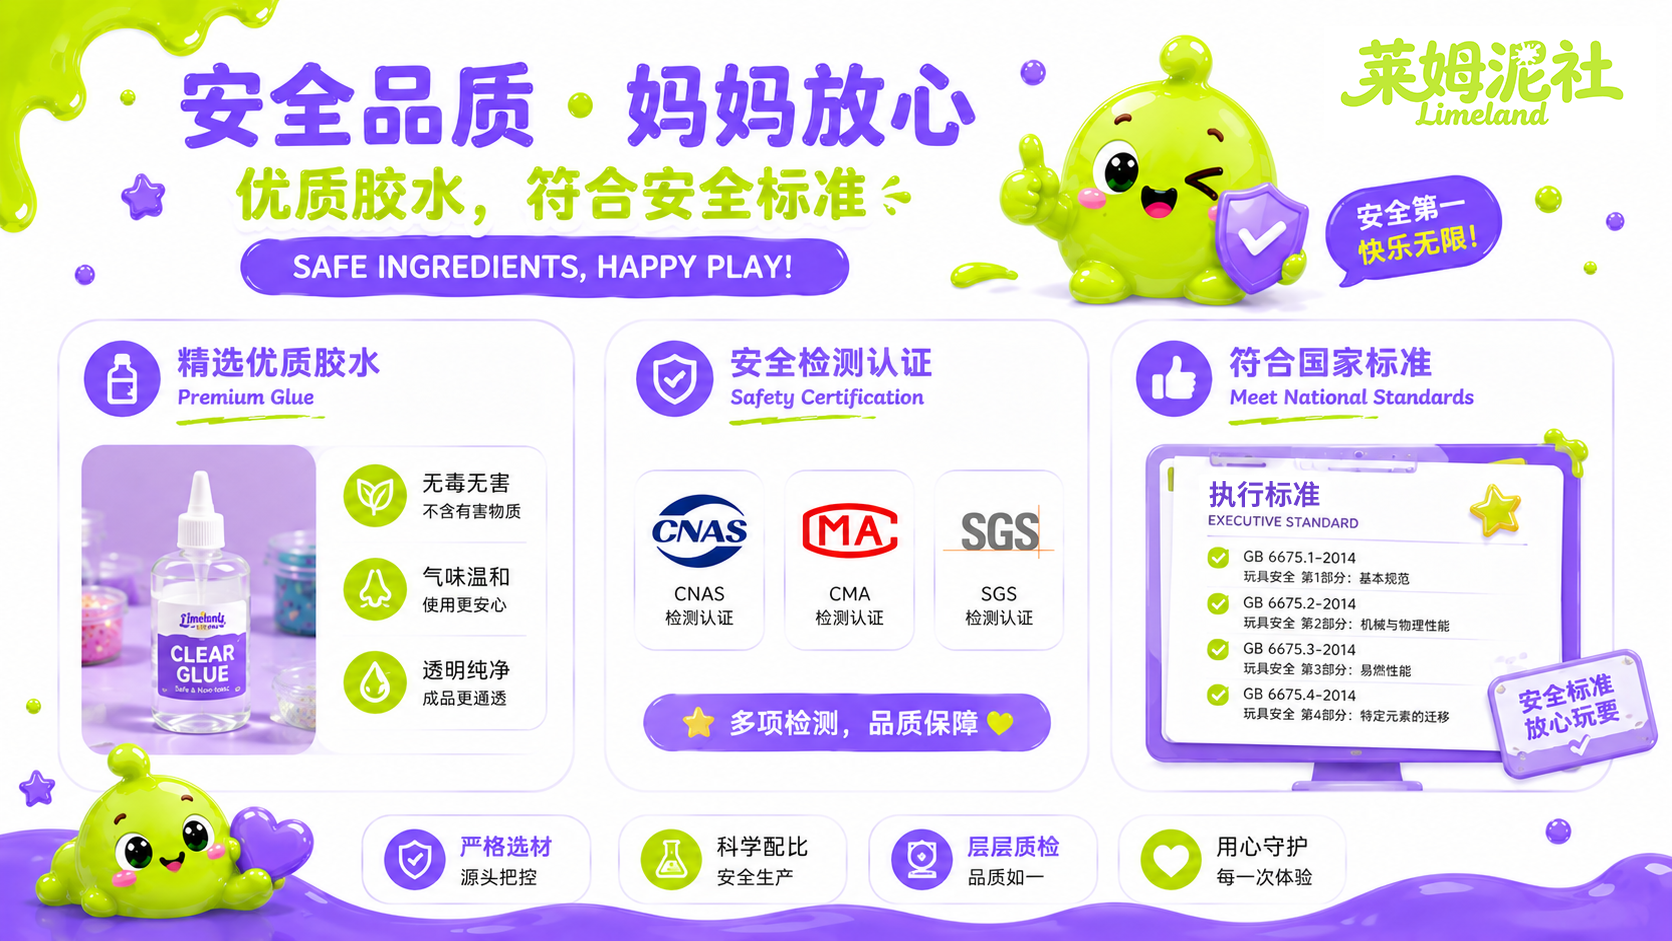 莱姆泥社
Limeland
安全品质·妈妈放心
优质胶水，符合安全标准
SAFE INGREDIENTS, HAPPY PLAY!
安全第一
快乐无限！
精选优质胶水
Premium Glue
Limeland
CLEAR
GLUE
Safe & Non-toxic
无毒无害
不含有害物质
气味温和
使用更安心
透明纯净
成品更通透
安全检测认证
Safety Certification
CNAS
CNAS
检测认证
MA
CMA
检测认证
SGS
SGS
检测认证
多项检测，品质保障
符合国家标准
Meet National Standards
执行标准
EXECUTIVE STANDARD
GB 6675.1-2014
玩具安全 第1部分：基本规范
GB 6675.2-2014
玩具安全 第2部分：机械与物理性能
GB 6675.3-2014
玩具安全 第3部分：易燃性能
GB 6675.4-2014
玩具安全 第4部分：特定元素的迁移
安全标准
放心玩耍
严格选材
源头把控
科学配比
安全生产
层层质检
品质如一
用心守护
每一次体验